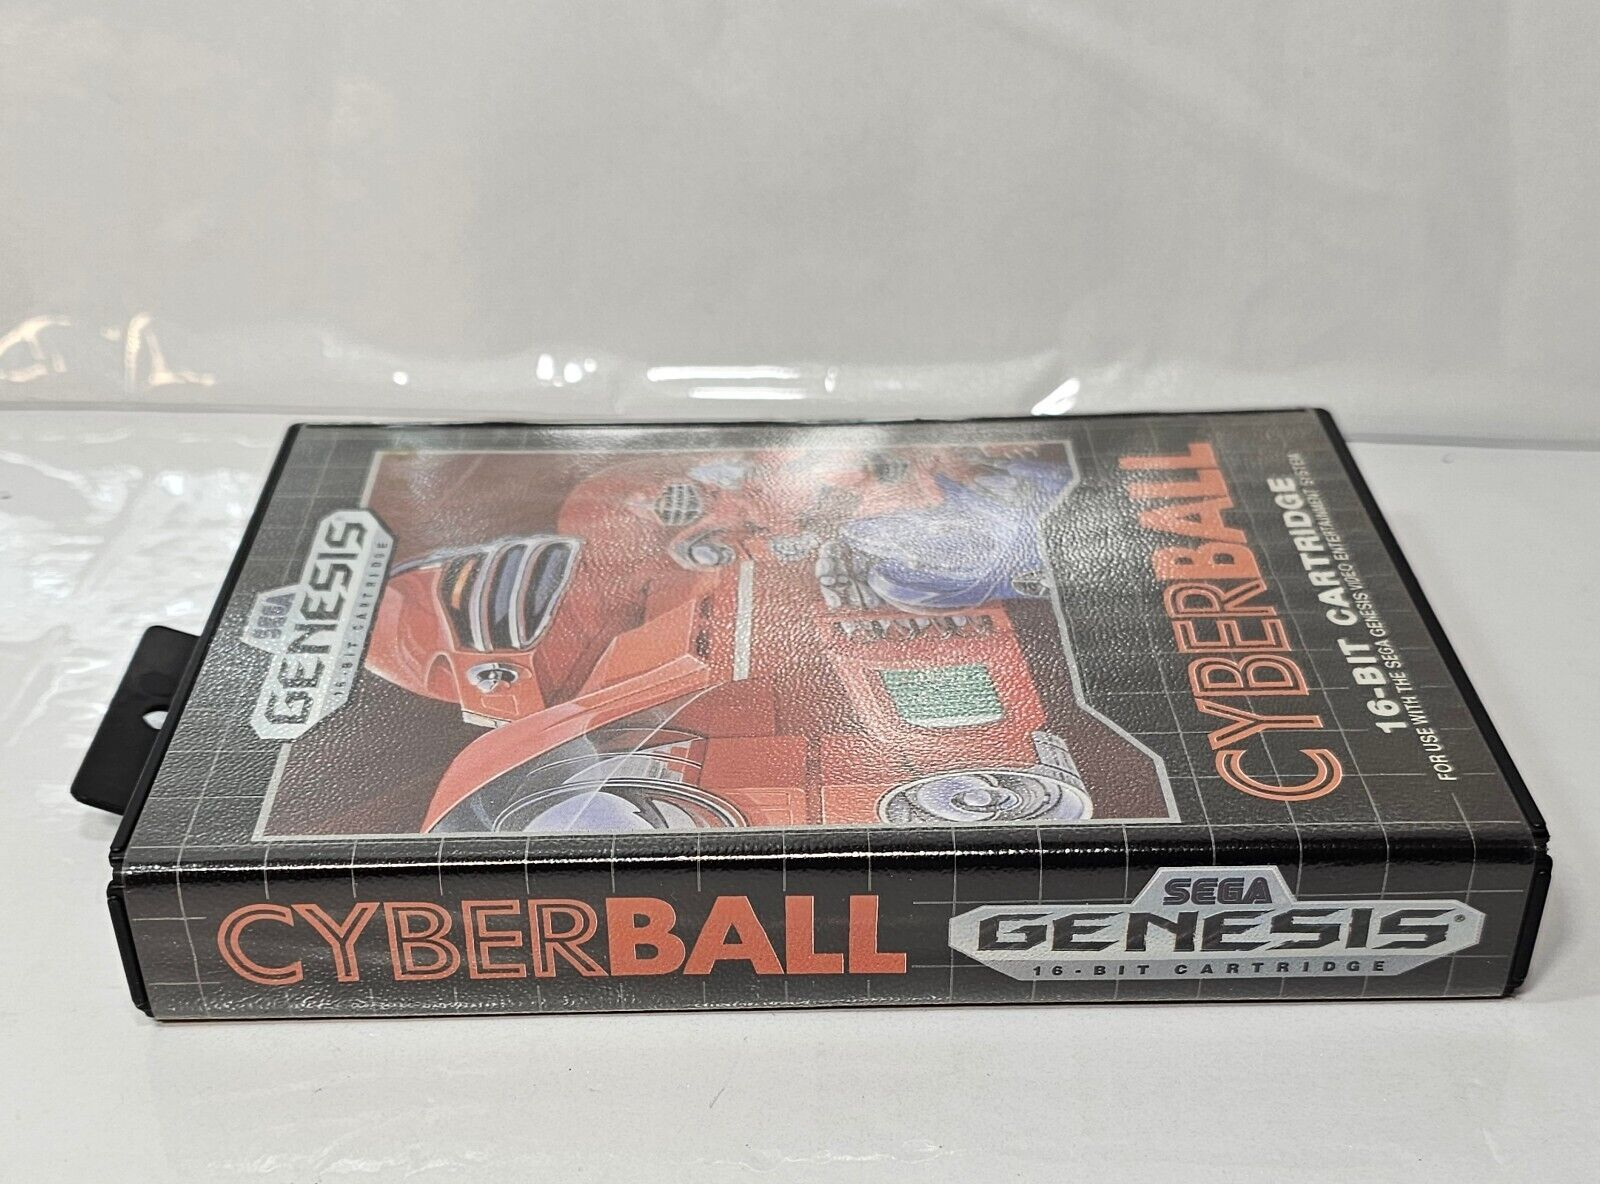 SEGA
GENESIS
16-BIT CARTRIDGE
CYBERBALL
16-BIT CARTRIDGE
FOR USE WITH THE SEGA GENESIS VIDEO ENTERTAINMENT SYSTEM
CYBERBALL
SEGA
GENESIS®
16-BIT CARTRIDGE